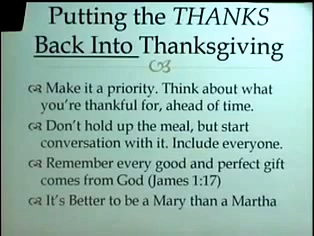 Putting the THANKS
Back Into Thanksgiving
Make it a priority. Think about what
you're thankful for, ahead of time.
Don't hold up the meal, but start
conversation with it. Include everyone.
Remember every good and perfect gift
comes from God (James 1:17)
It's Better to be a Mary than a Martha